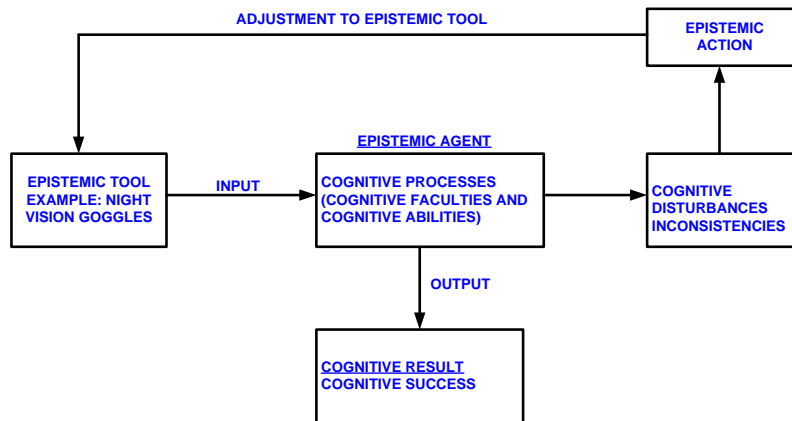 ADJUSTMENT TO EPISTEMIC TOOL
EPISTEMIC
ACTION
EPISTEMIC AGENT
EPISTEMIC TOOL
EXAMPLE: NIGHT
VISION GOGGLES
INPUT
COGNITIVE PROCESSES
(COGNITIVE FACULTIES AND
COGNITIVE ABILITIES)
COGNITIVE
DISTURBANCES
INCONSISTENCIES
OUTPUT
COGNITIVE RESULT
COGNITIVE SUCCESS